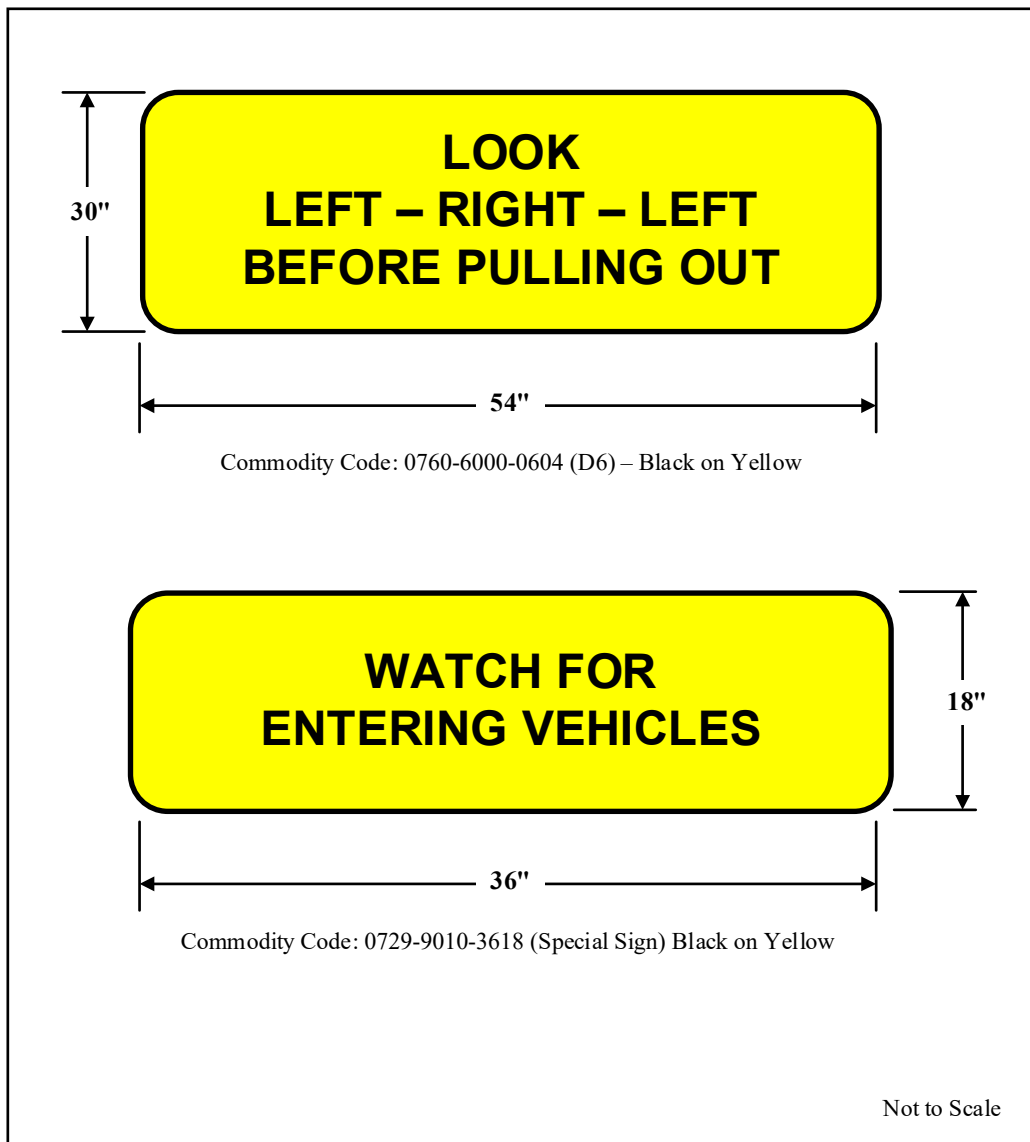 LOOK
LEFT – RIGHT – LEFT
BEFORE PULLING OUT
30"
54"
Commodity Code: 0760-6000-0604 (D6) – Black on Yellow
WATCH FOR
ENTERING VEHICLES
18"
36"
Commodity Code: 0729-9010-3618 (Special Sign) Black on Yellow
Not to Scale